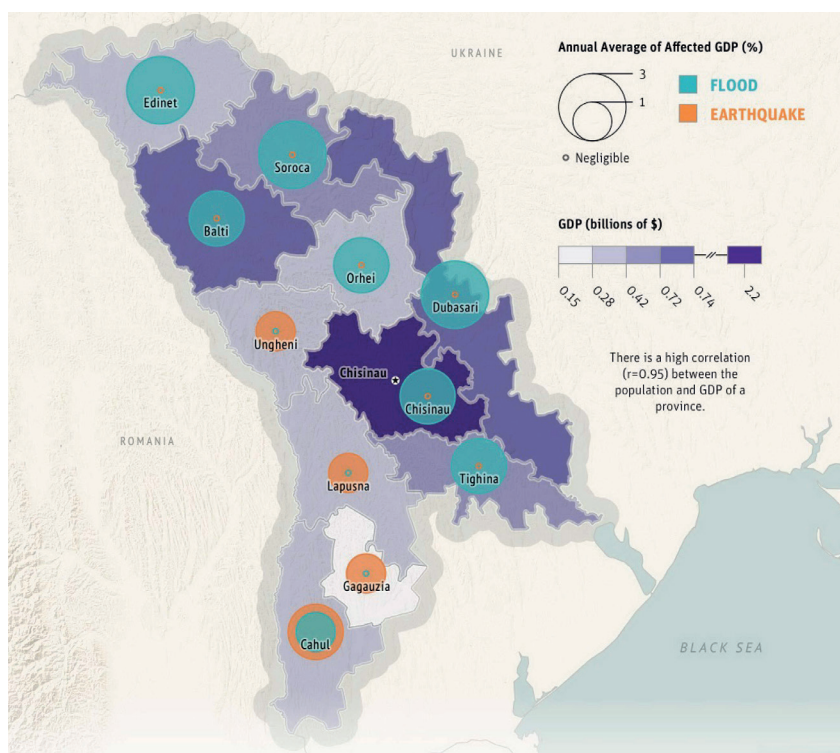 UKRAINE
Annual Average of Affected GDP (%)
3
1
Negligible
FLOOD
EARTHQUAKE
GDP (billions of $)
0.15
0.28
0.42
0.72
0.74
2.2
There is a high correlation
(r=0.95) between the
population and GDP of a
province.
Edinet
Soroca
Balti
Orhei
Dubasari
Ungheni
Chisinau
Chisinau
ROMANIA
Lapusna
Tighina
Gagauzia
Cahul
BLACK SEA